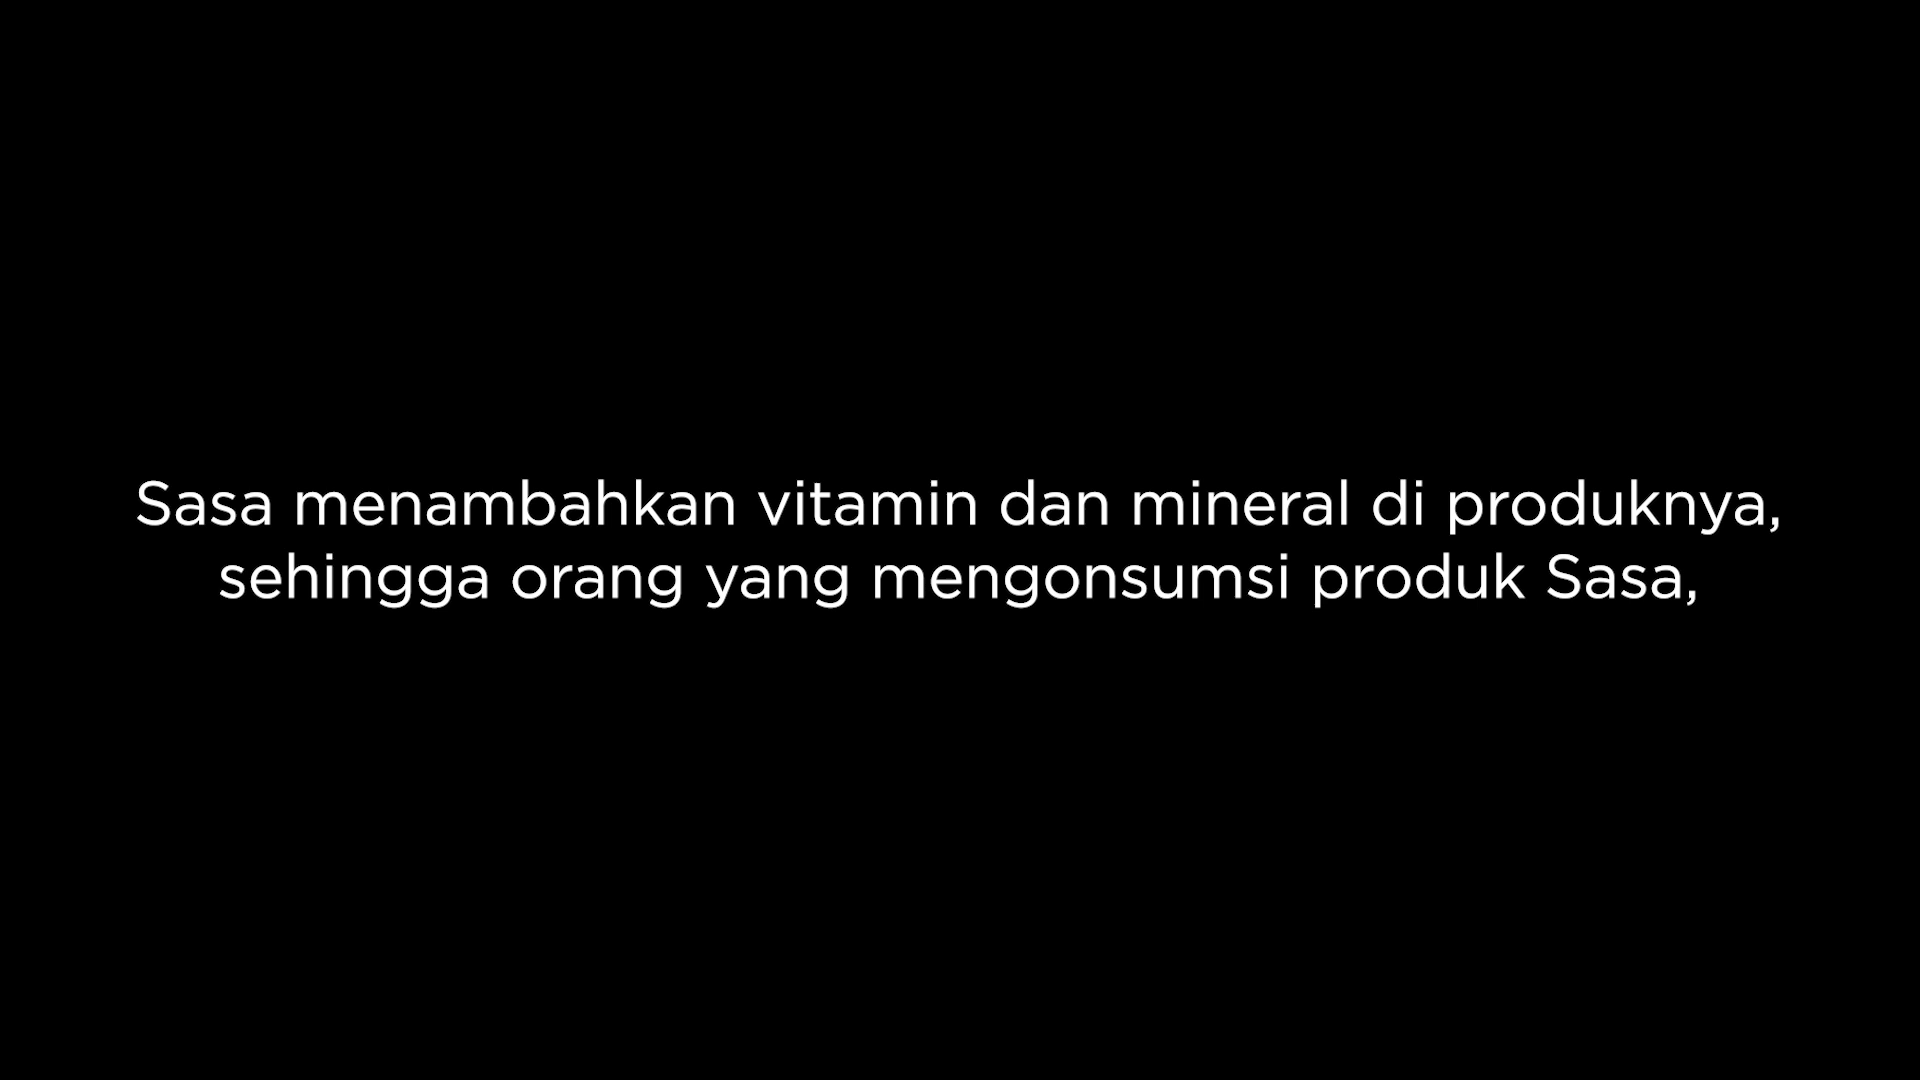 Sasa menambahkan vitamin dan mineral di produknya,
sehingga orang yang mengonsumsi produk Sasa,